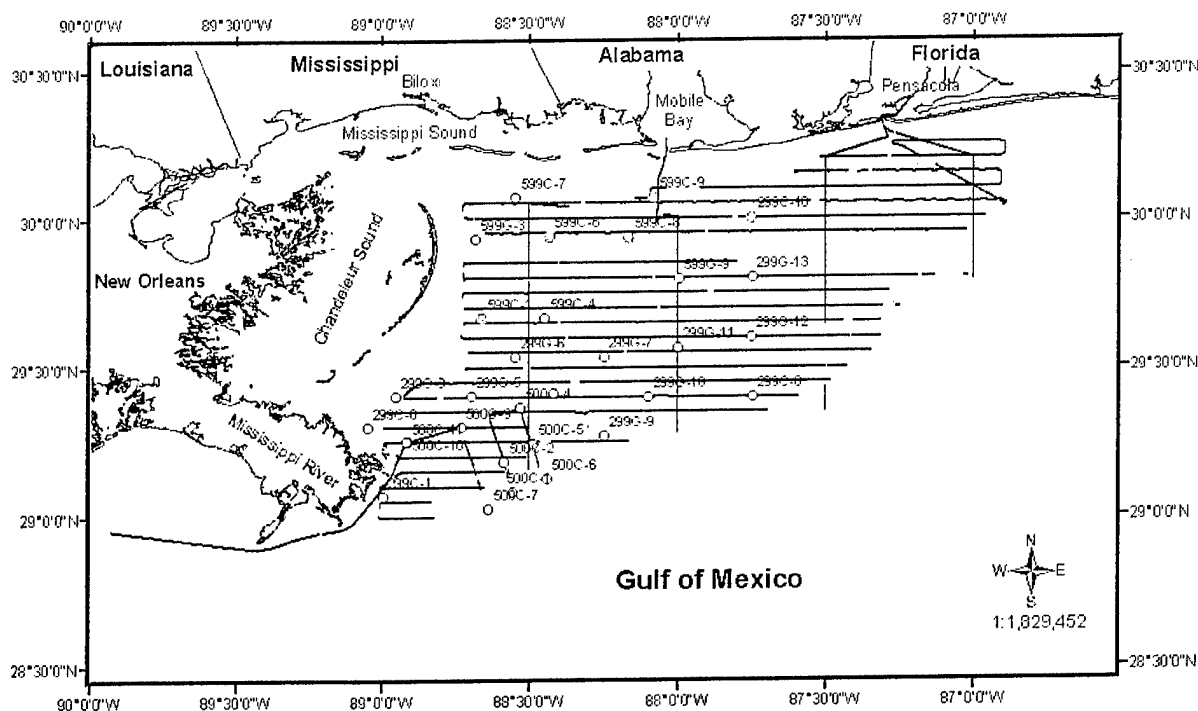 90°0'0"W 89°30'0"W 89°0'0"W 88°30'0"W 88°0'0"W 87°30'0"W 87°0'0"W
30°30'0"N
30°30'0"N
Louisiana
Mississippi
Alabama
Florida
Biloxi
Pensacola
Mobile
Bay
Mississippi Sound
599C-7
599C-9
30°0'0"N
30°0'0"N
599C-6
599C-8
Chandeleur Sound
New Orleans
599G-9
299G-13
599C-4
299G-12
299G-11
299G-6
299G-7
29°30'0"N
29°30'0"N
299G-5
500C-4
299G-10
500C-5
299G-9
Mississippi River
500C-10
500C-2
500C-6
500C-7
29°0'0"N
29°0'0"N
Gulf of Mexico
N
W
E
S
1:1,829,452
28°30'0"N
28°30'0"N
90°0'0"W 89°30'0"W 89°0'0"W 88°30'0"W 88°0'0"W 87°30'0"W 87°0'0"W